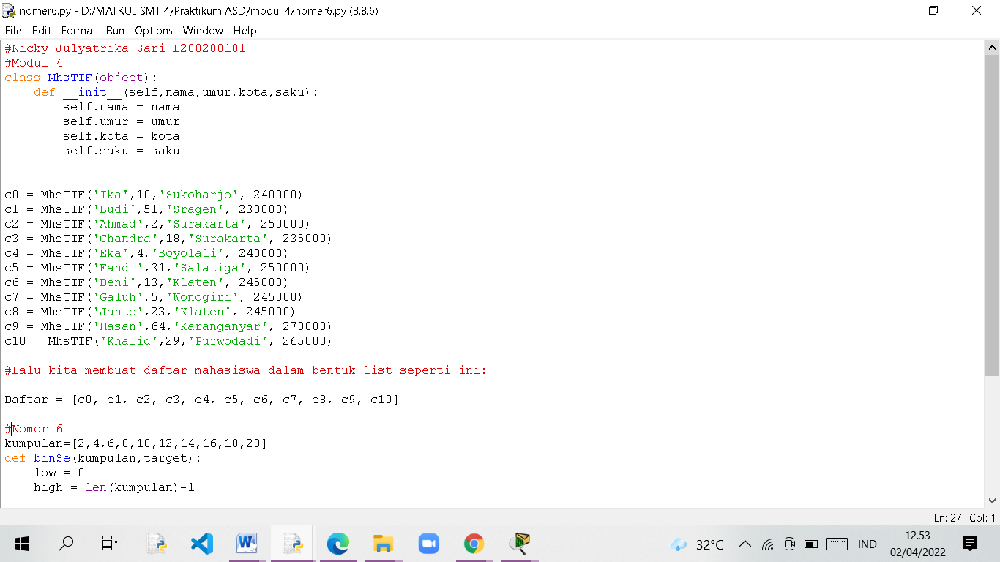 nomer6.py - D:/MATKUL SMT 4/Praktikum ASD/modul 4/nomer6.py (3.8.6)
File Edit Format Run Options Window Help
#Nicky Julyatrika Sari L200200101
#Modul 4
class MhsTIF(object):
    def __init__(self,nama,umur,kota,saku):
        self.nama = nama
        self.umur = umur
        self.kota = kota
        self.saku = saku
c0 = MhsTIF('Ika',10,'Sukoharjo', 240000)
c1 = MhsTIF('Budi',51,'Sragen', 230000)
c2 = MhsTIF('Ahmad',2,'Surakarta', 250000)
c3 = MhsTIF('Chandra',18,'Surakarta', 235000)
c4 = MhsTIF('Eka',4,'Boyolali', 240000)
c5 = MhsTIF('Fandi',31,'Salatiga', 250000)
c6 = MhsTIF('Deni',13,'Klaten', 245000)
c7 = MhsTIF('Galuh',5,'Wonogiri', 245000)
c8 = MhsTIF('Janto',23,'Klaten', 245000)
c9 = MhsTIF('Hasan',64,'Karanganyar', 270000)
c10 = MhsTIF('Khalid',29,'Purwodadi', 265000)
#Lalu kita membuat daftar mahasiswa dalam bentuk list seperti ini:
Daftar = [c0, c1, c2, c3, c4, c5, c6, c7, c8, c9, c10]
#Nomor 6
kumpulan=[2,4,6,8,10,12,14,16,18,20]
def binSe(kumpulan,target):
    low = 0
    high = len(kumpulan)-1
Ln: 27 Col: 1
32°C
IND
12.53
02/04/2022